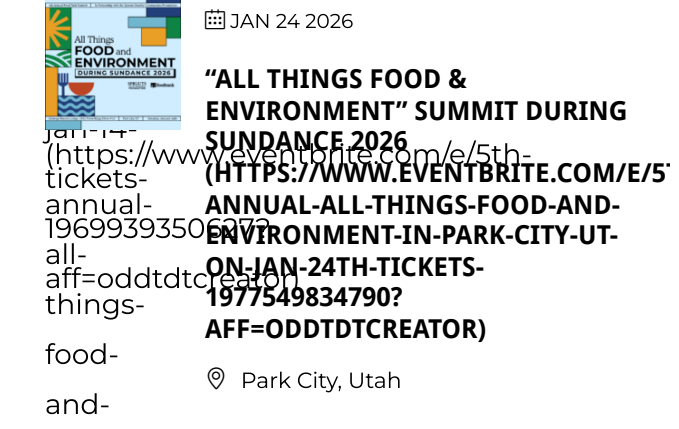 All Things
FOOD and
ENVIRONMENT
DURING SUNDANCE 2026
jan-14-
(https://www.eventbrite.com/e/5th-
tickets-
annual-
1969939350627?
all-
aff=oddtdtcreator)
things-
food-
and-
JAN 24 2026
“ALL THINGS FOOD &
ENVIRONMENT” SUMMIT DURING
SUNDANCE 2026
(HTTPS://WWW.EVENTBRITE.COM/E/5T
ANNUAL-ALL-THINGS-FOOD-AND-
ENVIRONMENT-IN-PARK-CITY-UT-
ON-JAN-24TH-TICKETS-
1977549834790?
AFF=ODDTDTCREATOR)
Park City, Utah